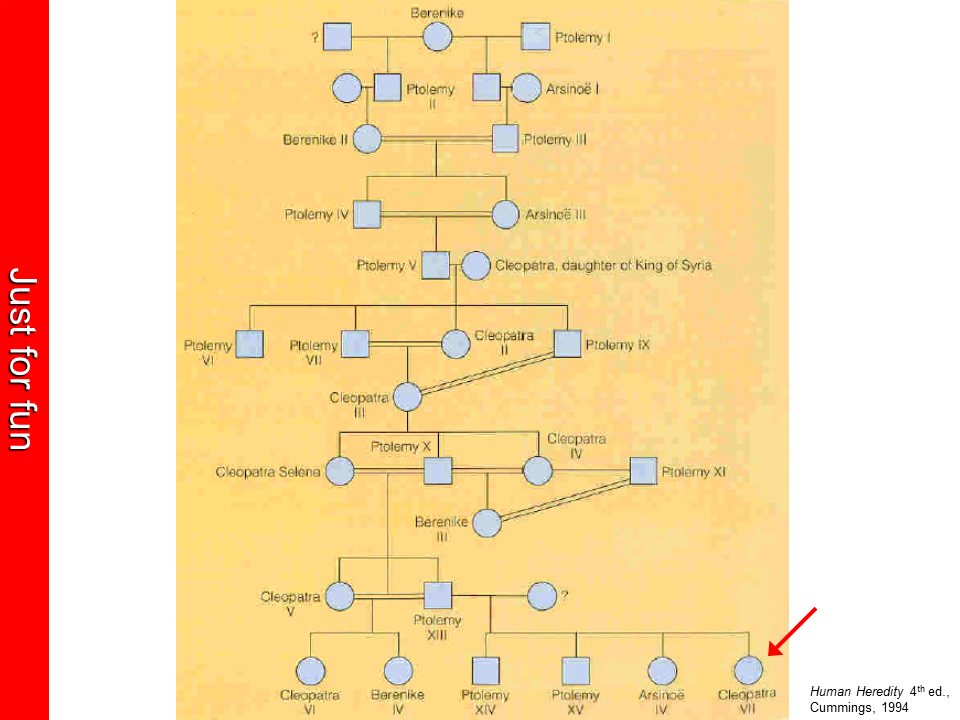 Just for fun
Berenike
?
Ptolemy I
Ptolemy
II
Arsinoë I
Berenike II
Ptolemy III
Ptolemy IV
Arsinoë III
Ptolemy V
Cleopatra, daughter of King of Syria
Ptolemy
VI
Ptolemy
VII
Cleopatra
II
Ptolemy IX
Cleopatra
III
Ptolemy X
Cleopatra
IV
Cleopatra Selene
Ptolemy XI
Berenike
III
Cleopatra
V
Ptolemy
XIII
?
Cleopatra
VI
Berenike
IV
Ptolemy
XIV
Ptolemy
XV
Arsinoë
IV
Cleopatra
VII
Human Heredity 4th ed.,
Cummings, 1994